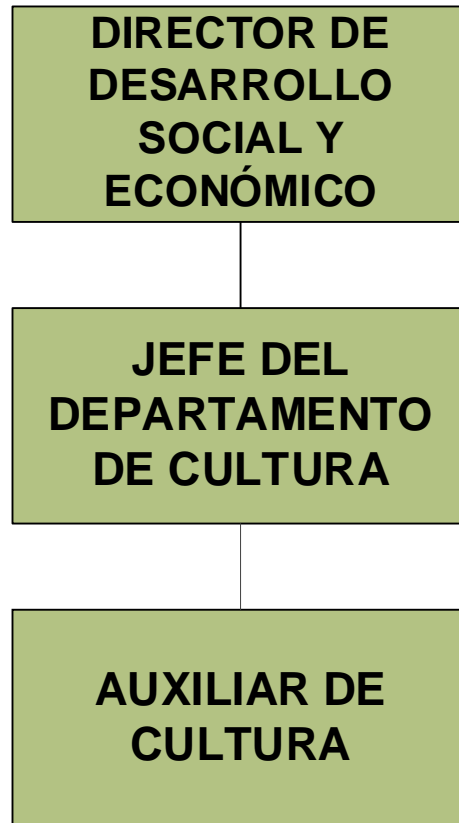 DIRECTOR DE
DESARROLLO
SOCIAL Y
ECONÓMICO
JEFE DEL
DEPARTAMENTO
DE CULTURA
AUXILIAR DE
CULTURA